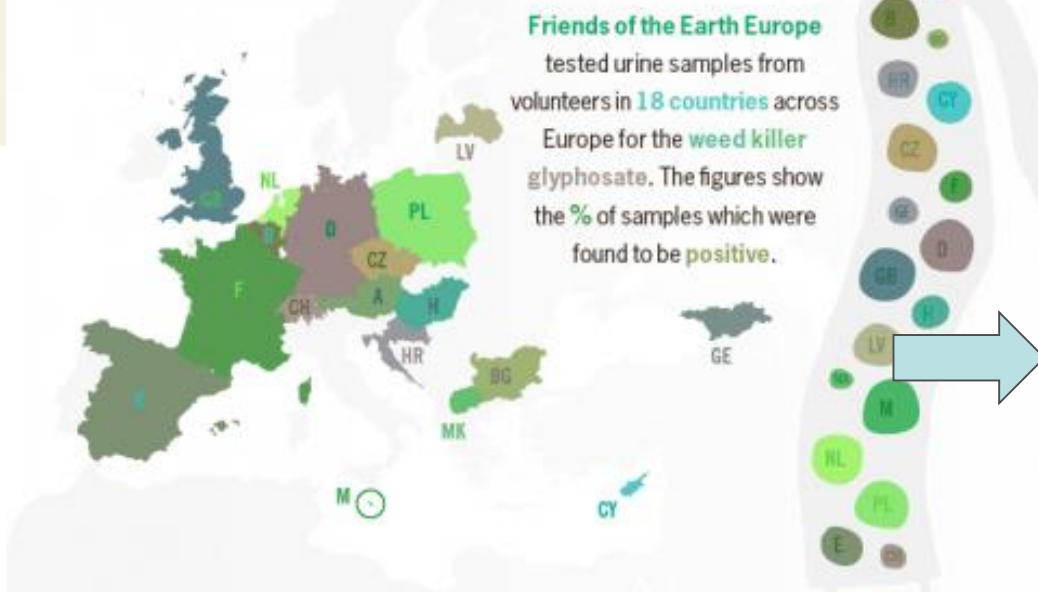 Friends of the Earth Europe
tested urine samples from
volunteers in 18 countries across
Europe for the weed killer
glyphosate. The figures show
the % of samples which were
found to be positive.
LV
NL
GB
PL
B
D
CZ
F
A
H
CH
HR
GE
BG
E
MK
M
CY
B
HR
CY
CZ
F
GE
D
GB
H
LV
M
NL
PL
E